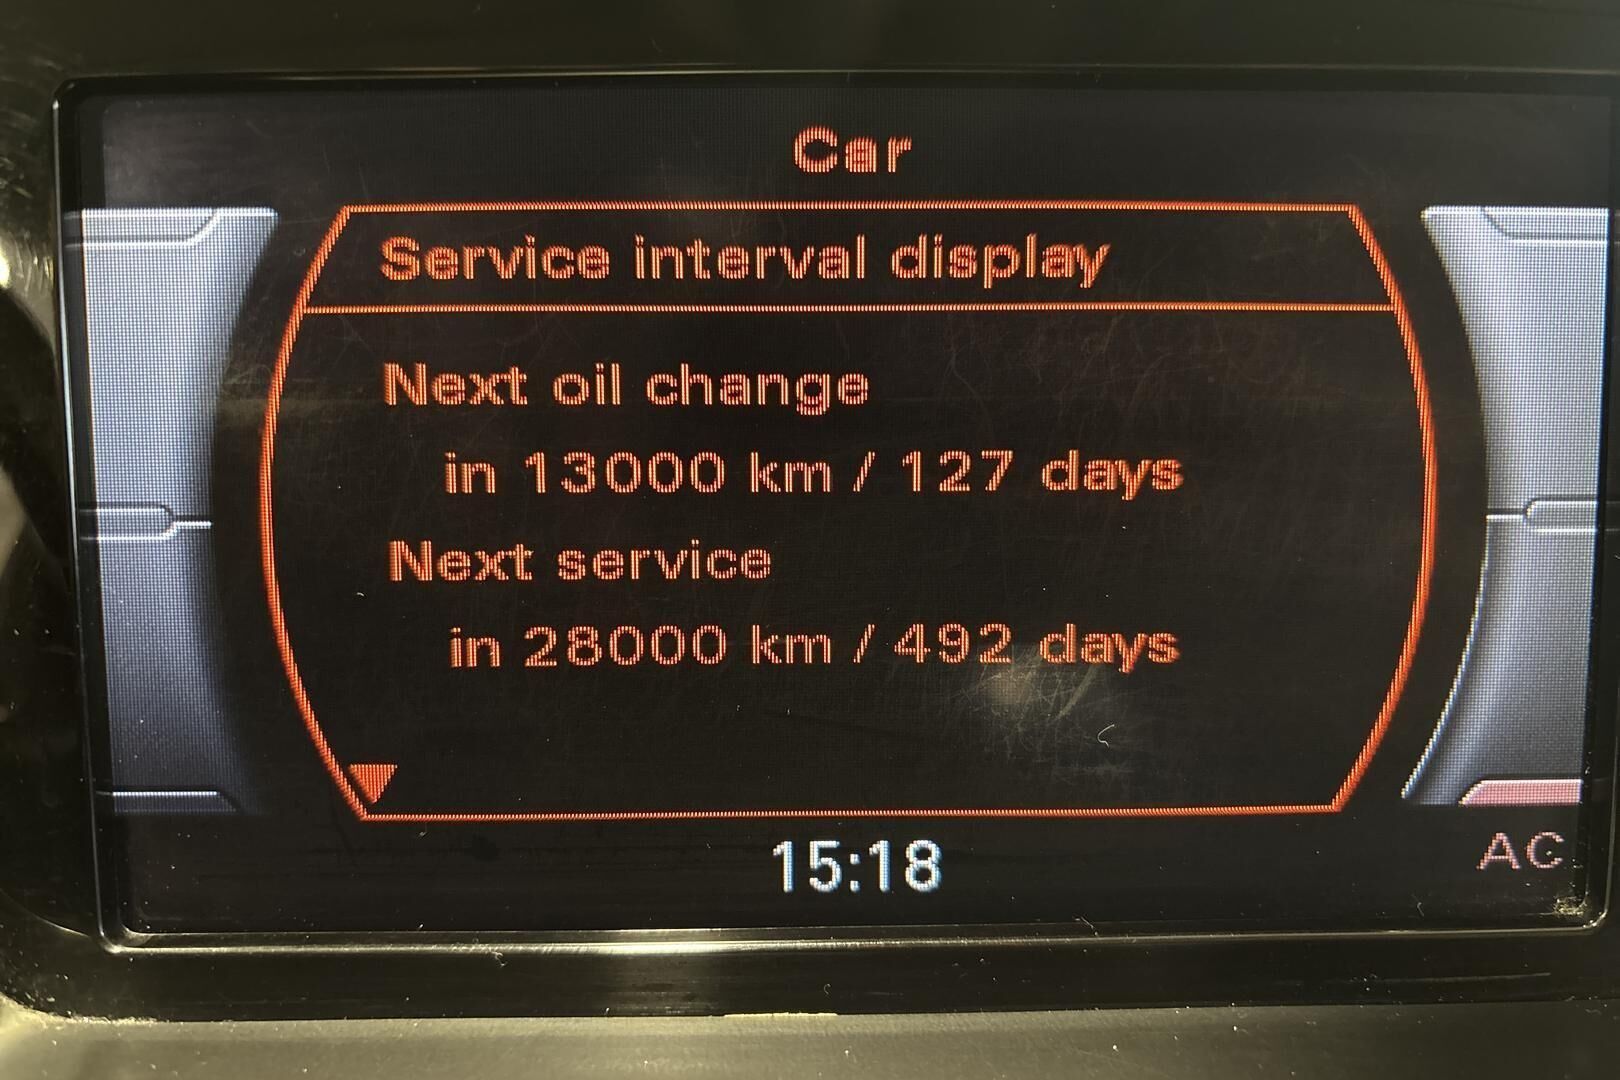 Car
Service interval display
Next oil change
in 13000 km / 127 days
Next service
in 28000 km / 492 days
15:18
AC